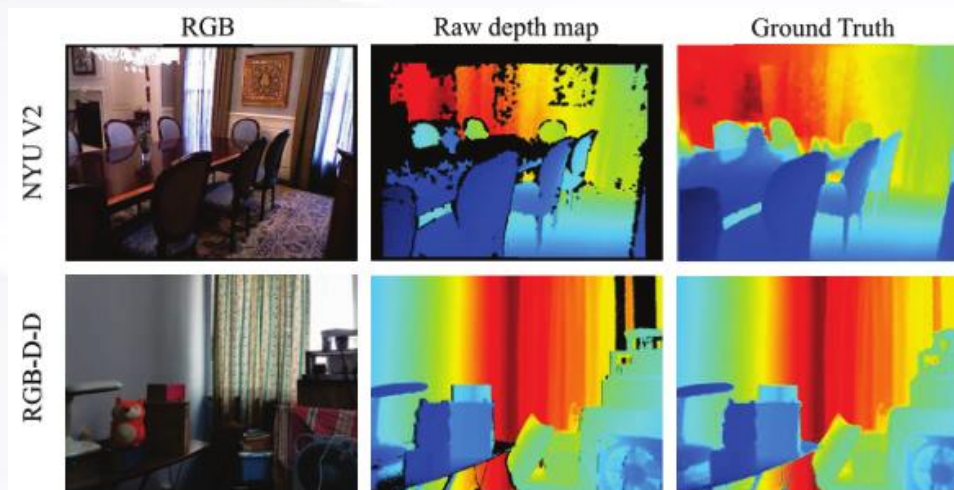 RGB
Raw depth map
Ground Truth
NYU V2
RGB-D-D